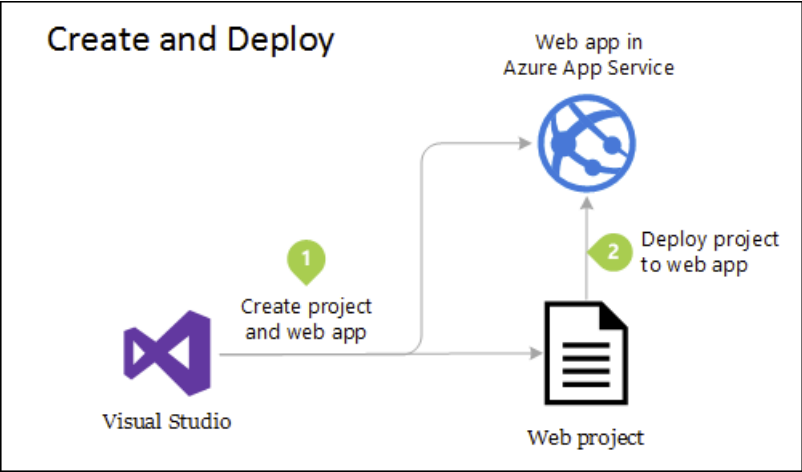 Create and Deploy
Web app in
Azure App Service
1
Create project
and web app
2
Deploy project
to web app
Visual Studio
Web project